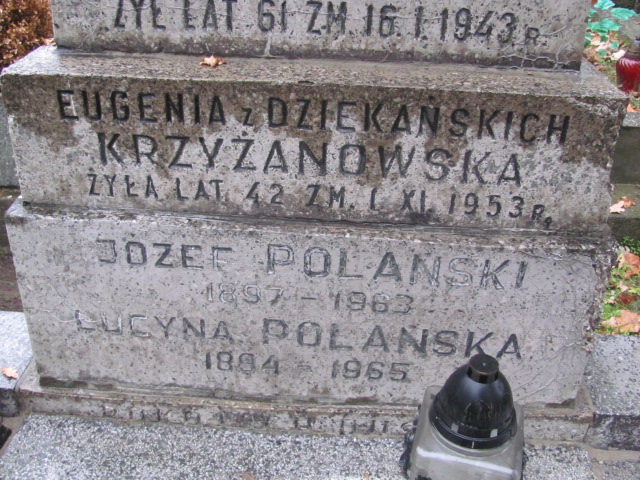 ŻYŁ LAT 61 ZM 16. I. 1943 R.
EUGENIA z DZIEKAŃSKICH
KRZYŻANOWSKA
ŻYŁA LAT 42 ZM. 1 XI. 1953 R.
JÓZEF POLAŃSKI
1897 - 1963
ŁUCYNA POLAŃSKA
1894 - 1965